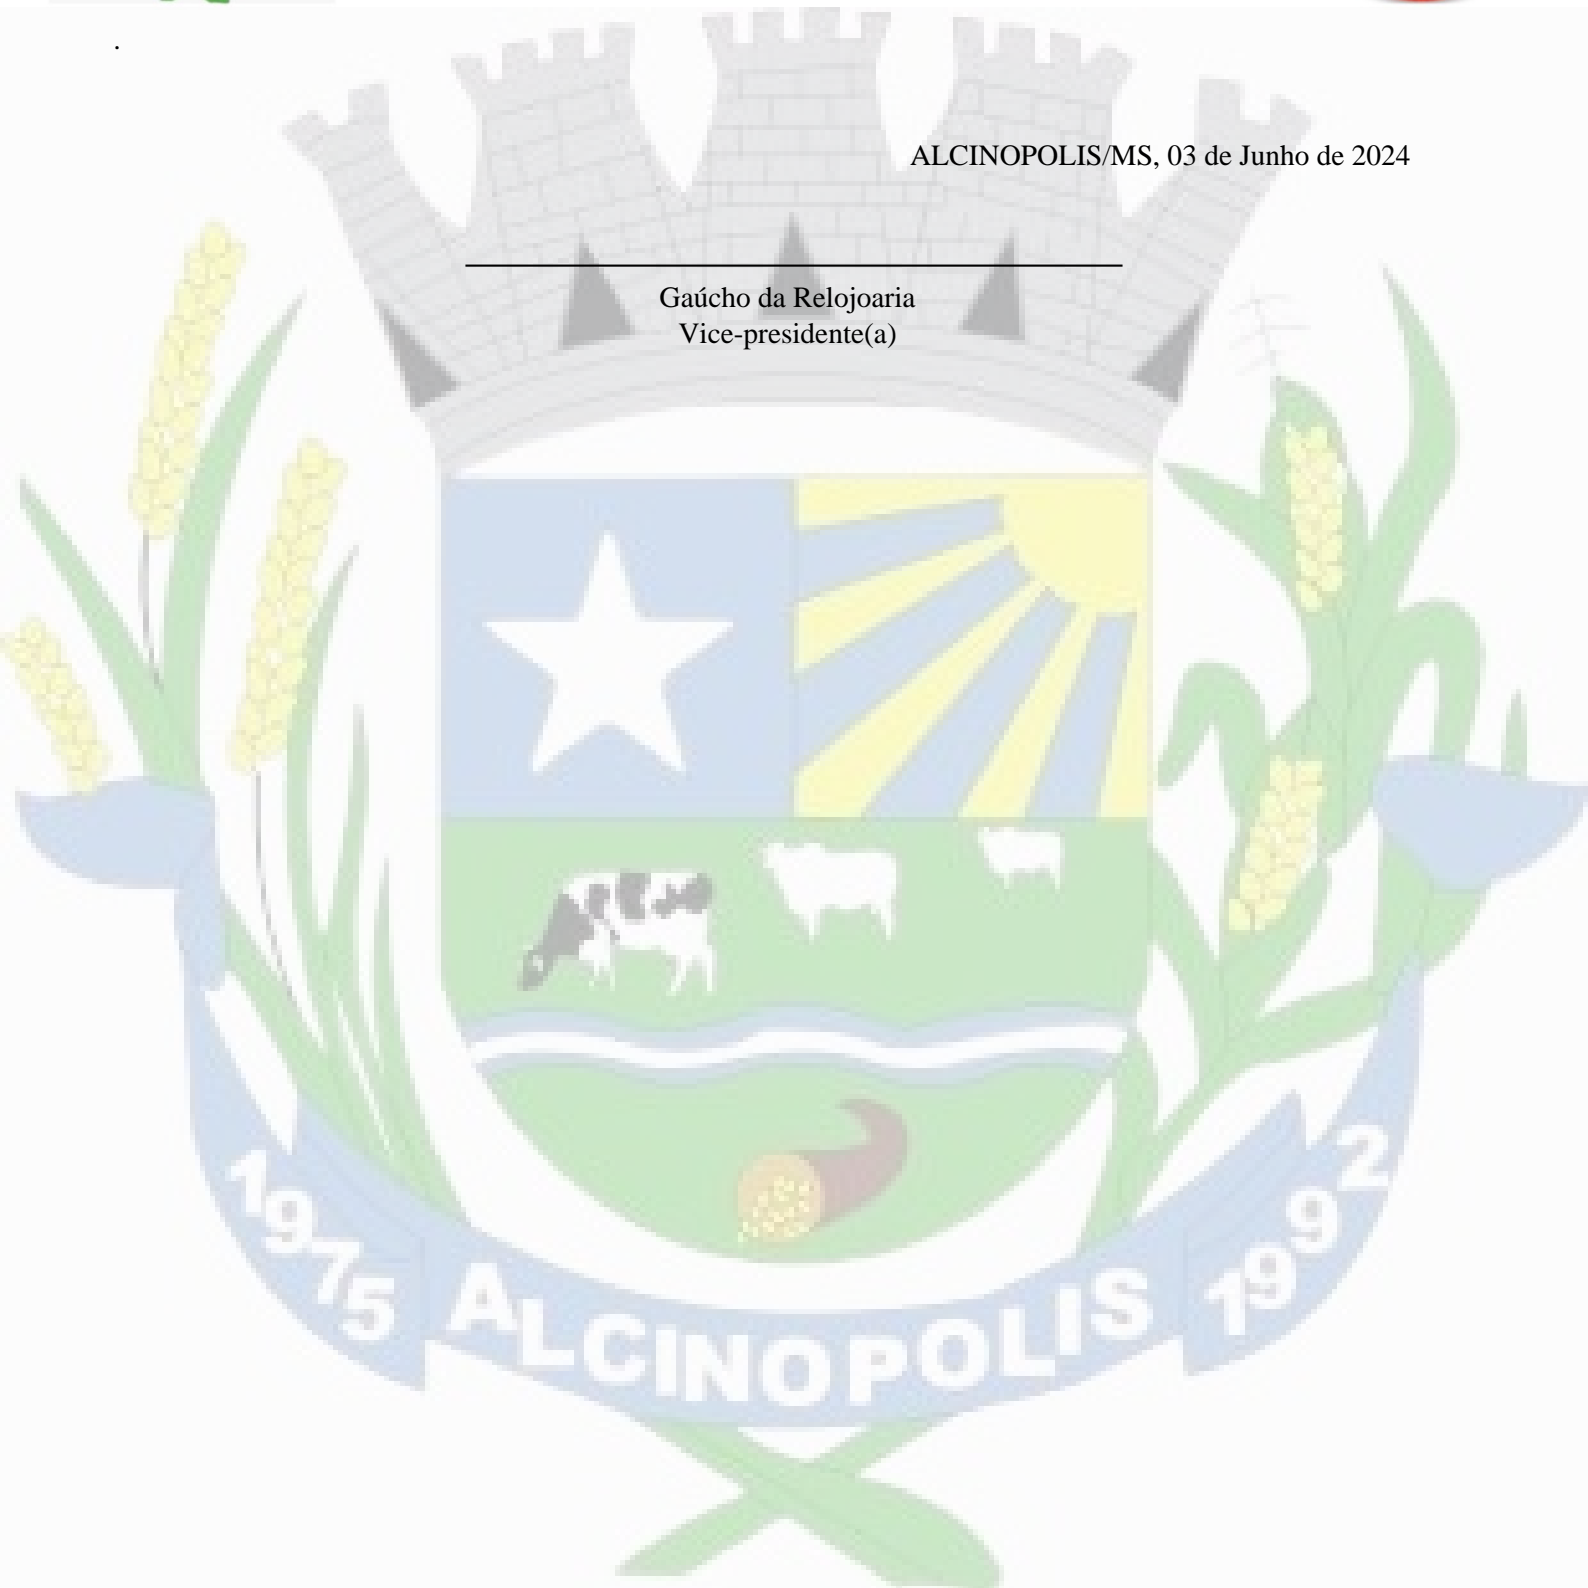 .
ALCINOPOLIS/MS, 03 de Junho de 2024
Gaúcho da Relojoaria
Vice-presidente(a)
1975 ALCINOPOLIS 1992